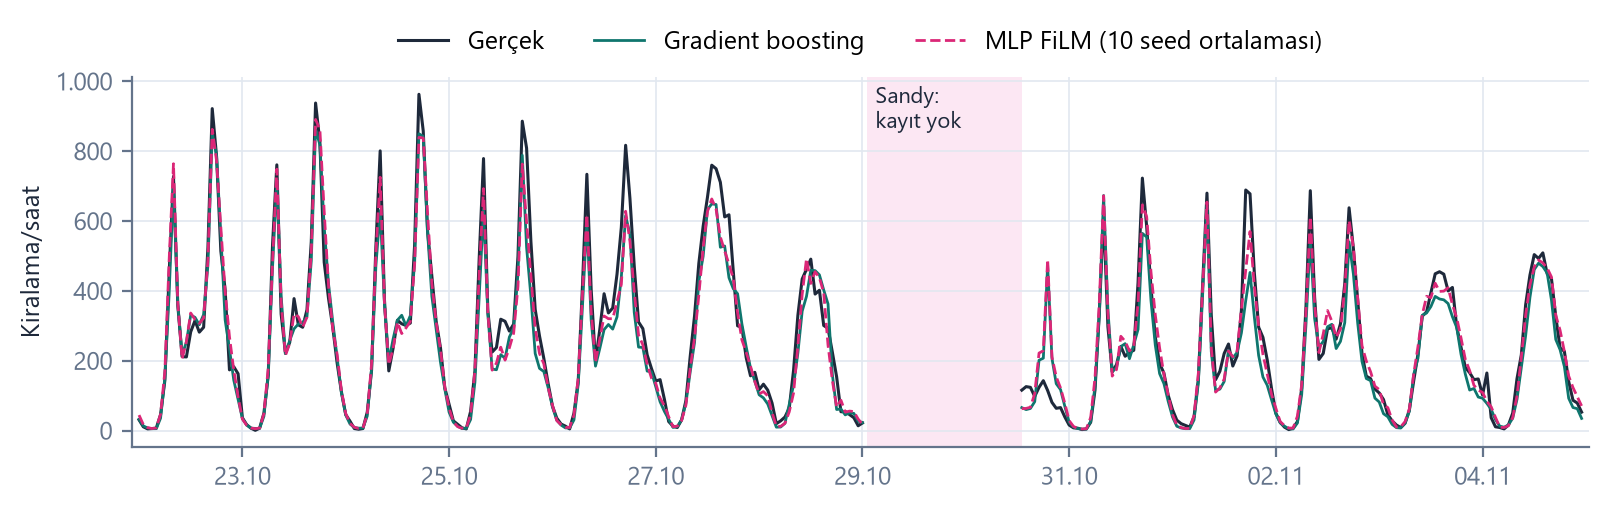 Gerçek
Gradient boosting
MLP FiLM (10 seed ortalaması)
Kiralama/saat
1.000
800
600
400
200
0
Sandy:
kayıt yok
23.10
25.10
27.10
29.10
31.10
02.11
04.11